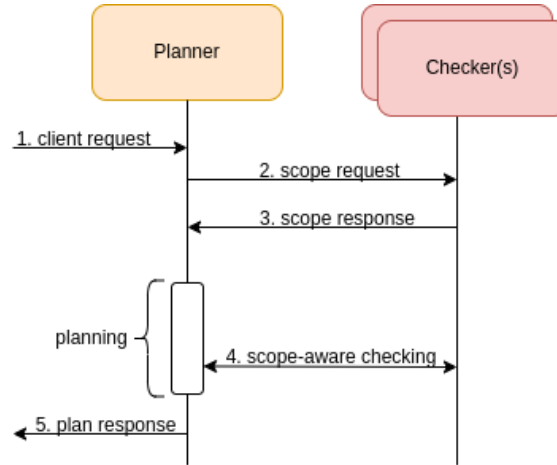 Planner
Checker(s)
1. client request
2. scope request
3. scope response
planning
4. scope-aware checking
5. plan response